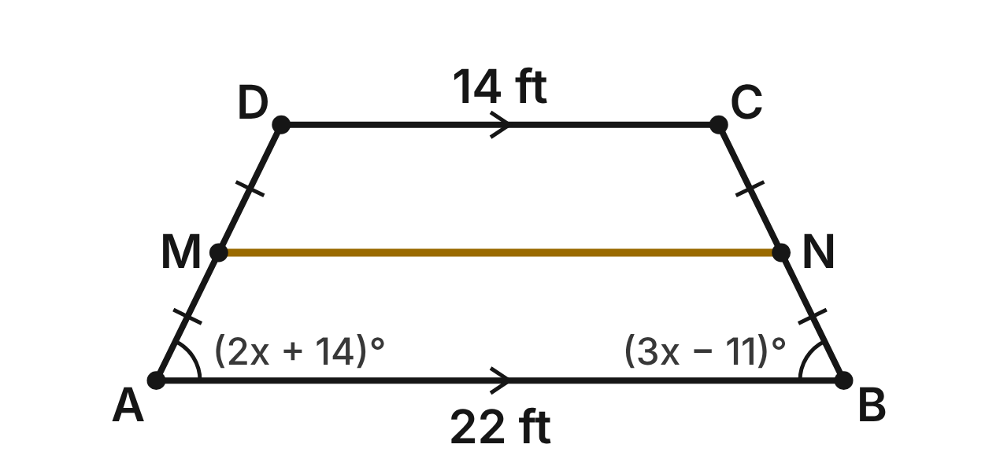 14 ft
D
C
M
N
(2x + 14)°
(3x − 11)°
A
B
22 ft